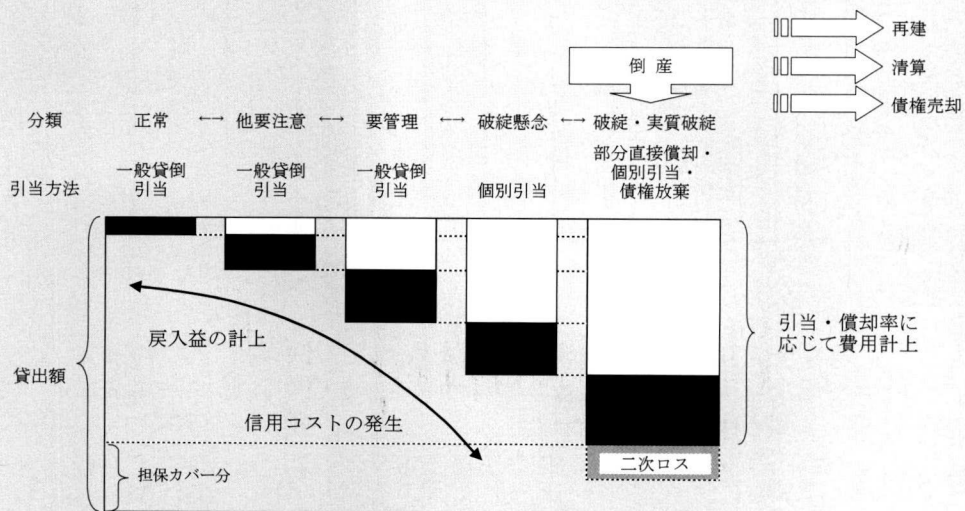 再建
倒産
清算
債権売却
分類 正常 ←→ 他要注意 ←→ 要管理 ←→ 破綻懸念 ←→ 破綻・実質破綻
引当方法
一般貸倒
引当
一般貸倒
引当
一般貸倒
引当
個別引当
部分直接償却・
個別引当・
債権放棄
戻入益の計上
引当・償却率に
応じて費用計上
貸出額
信用コストの発生
二次ロス
担保カバー分